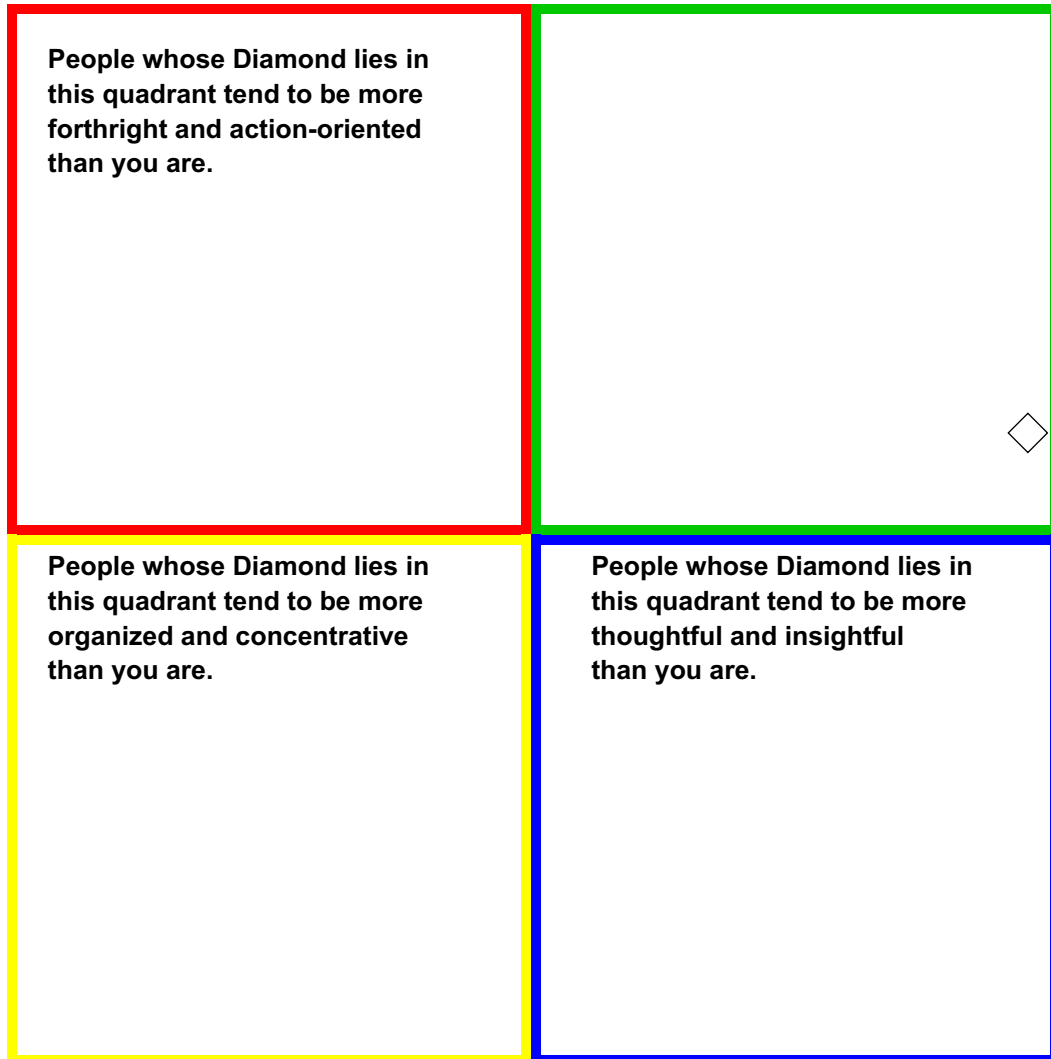 People whose Diamond lies in
this quadrant tend to be more
forthright and action-oriented
than you are.
People whose Diamond lies in
this quadrant tend to be more
organized and concentrative
than you are.
People whose Diamond lies in
this quadrant tend to be more
thoughtful and insightful
than you are.